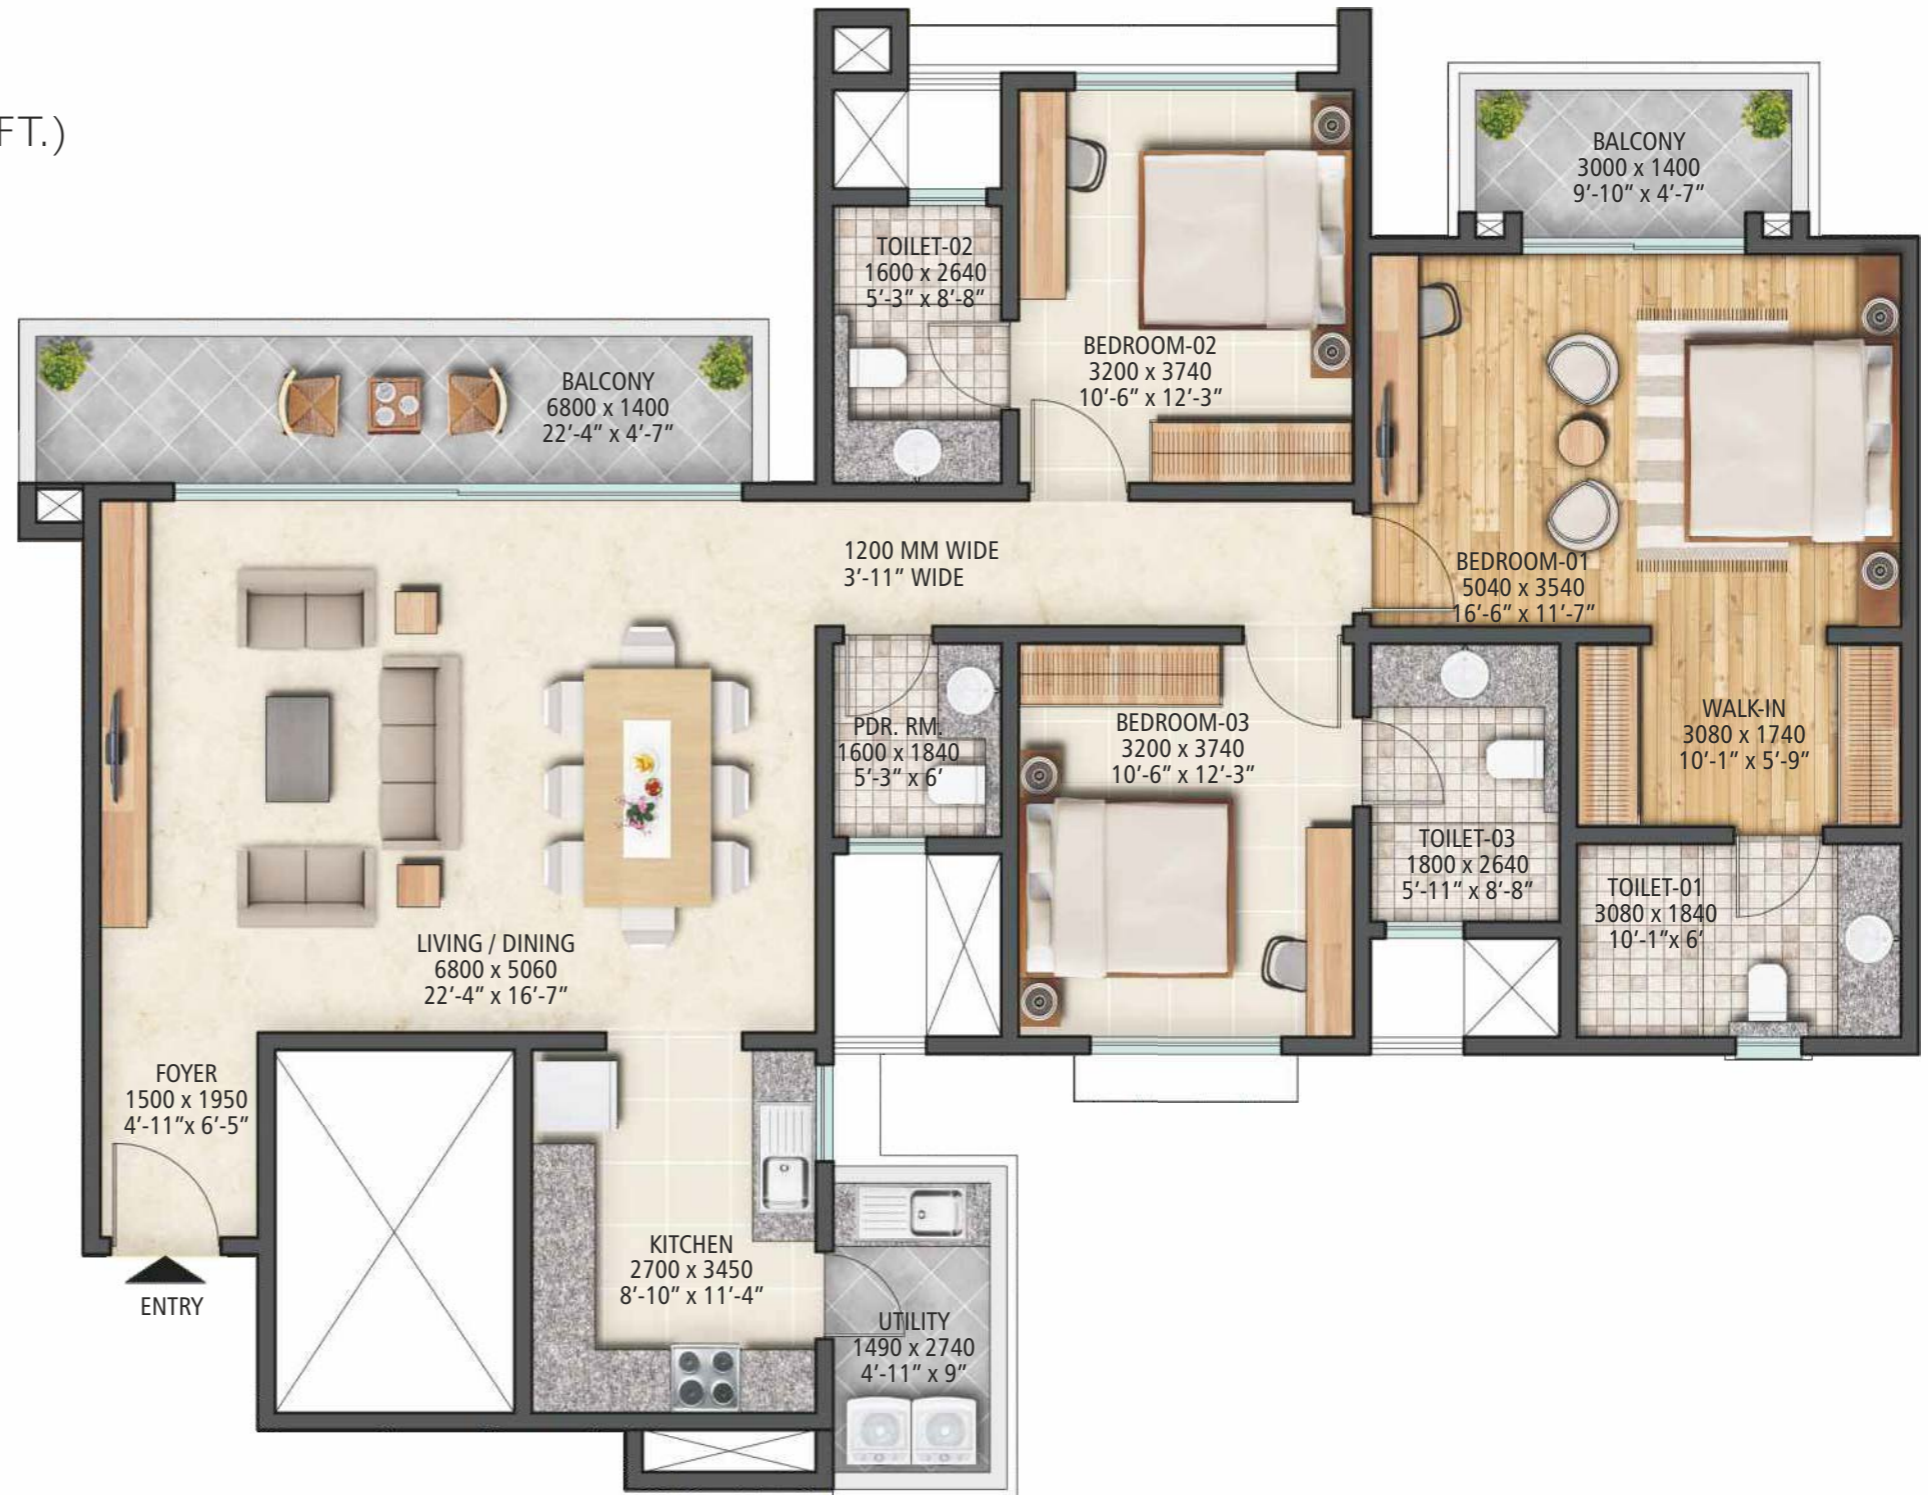 FT.)
BALCONY
3000 x 1400
9'-10" x 4'-7"
TOILET-02
1600 x 2640
5'-3" x 8'-8"
BEDROOM-02
3200 x 3740
10'-6" x 12'-3"
BALCONY
6800 x 1400
22'-4" x 4'-7"
1200 MM WIDE
3'-11" WIDE
BEDROOM-01
5040 x 3540
16'-6" x 11'-7"
PDR. RM.
1600 x 1840
5'-3" x 6'
BEDROOM-03
3200 x 3740
10'-6" x 12'-3"
WALK-IN
3080 x 1740
10'-1" x 5'-9"
TOILET-03
1800 x 2640
5'-11" x 8'-8"
TOILET-01
3080 x 1840
10'-1"x 6'
LIVING / DINING
6800 x 5060
22'-4" x 16'-7"
FOYER
1500 x 1950
4'-11"x 6'-5"
KITCHEN
2700 x 3450
8'-10" x 11'-4"
ENTRY
UTILITY
1490 x 2740
4'-11" x 9"